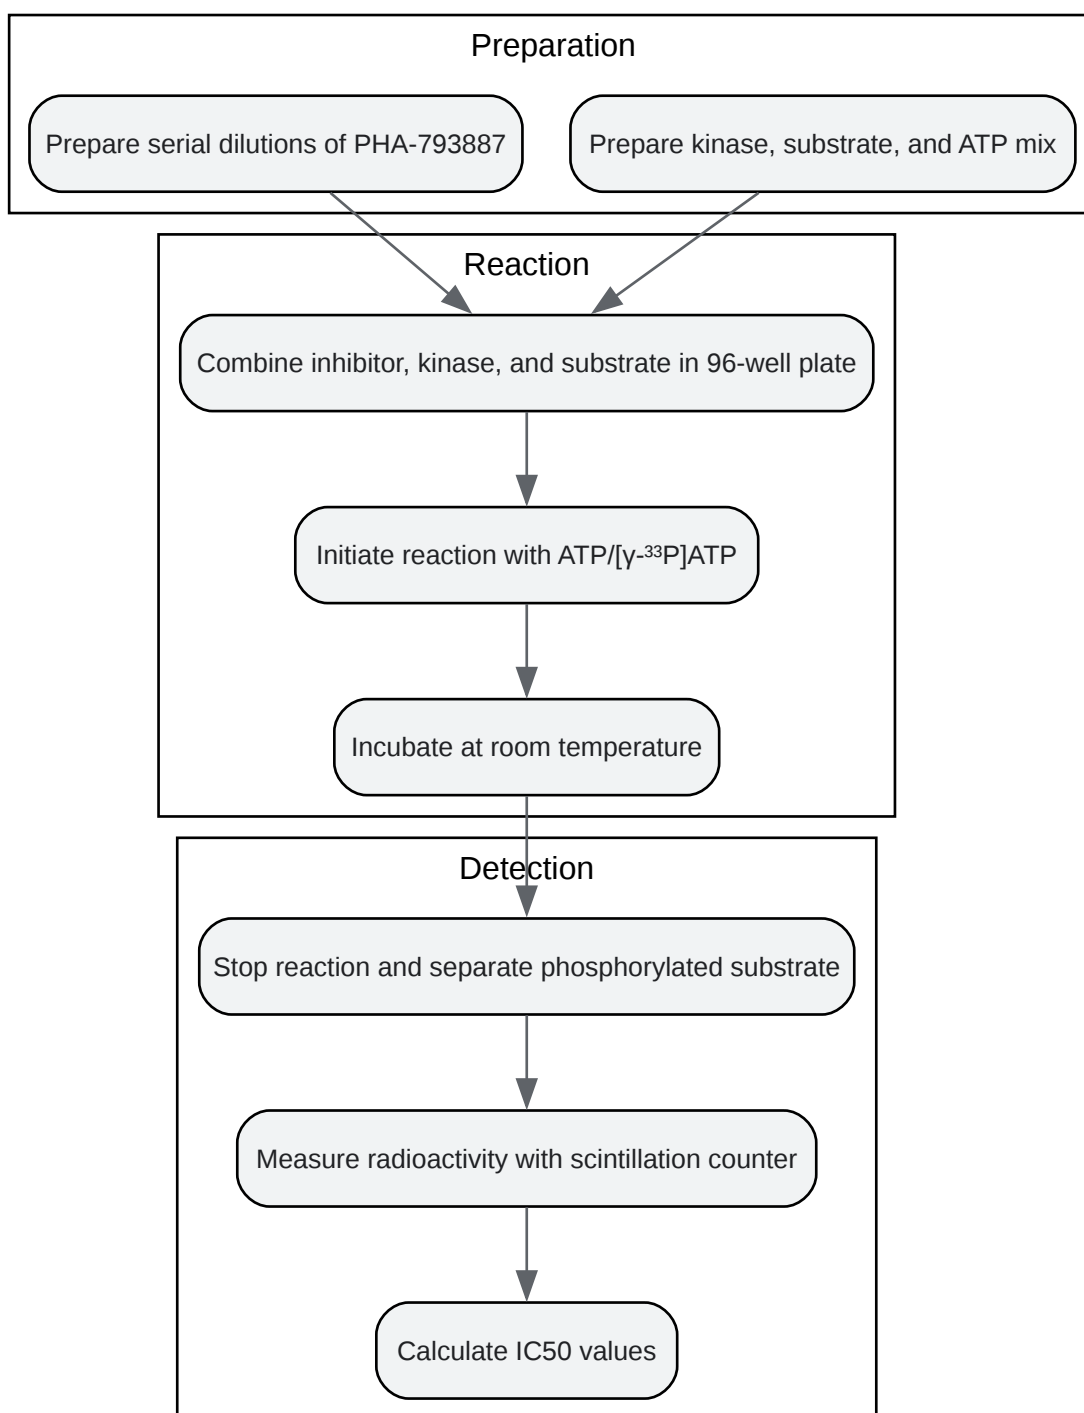 Preparation
Prepare serial dilutions of PHA-793887
Prepare kinase, substrate, and ATP mix
Reaction
Combine inhibitor, kinase, and substrate in 96-well plate
Initiate reaction with ATP/[γ-³³P]ATP
Incubate at room temperature
Detection
Stop reaction and separate phosphorylated substrate
Measure radioactivity with scintillation counter
Calculate IC50 values